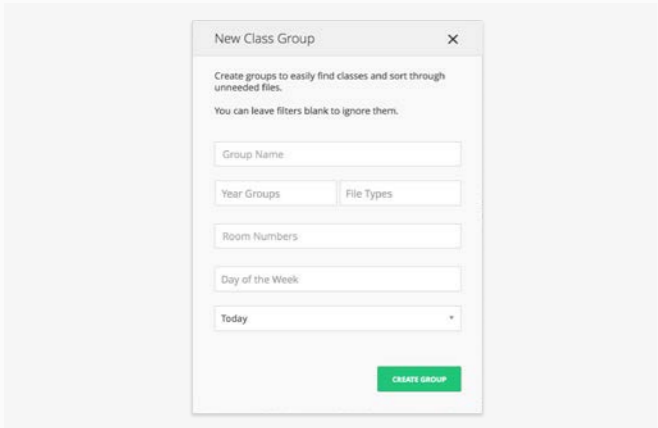 New Class Group
Create groups to easily find classes and sort through
unneeded files.
You can leave filters blank to ignore them.
Group Name
Year Groups File Types
Room Numbers
Day of the Week
Today
CREATE GROUP